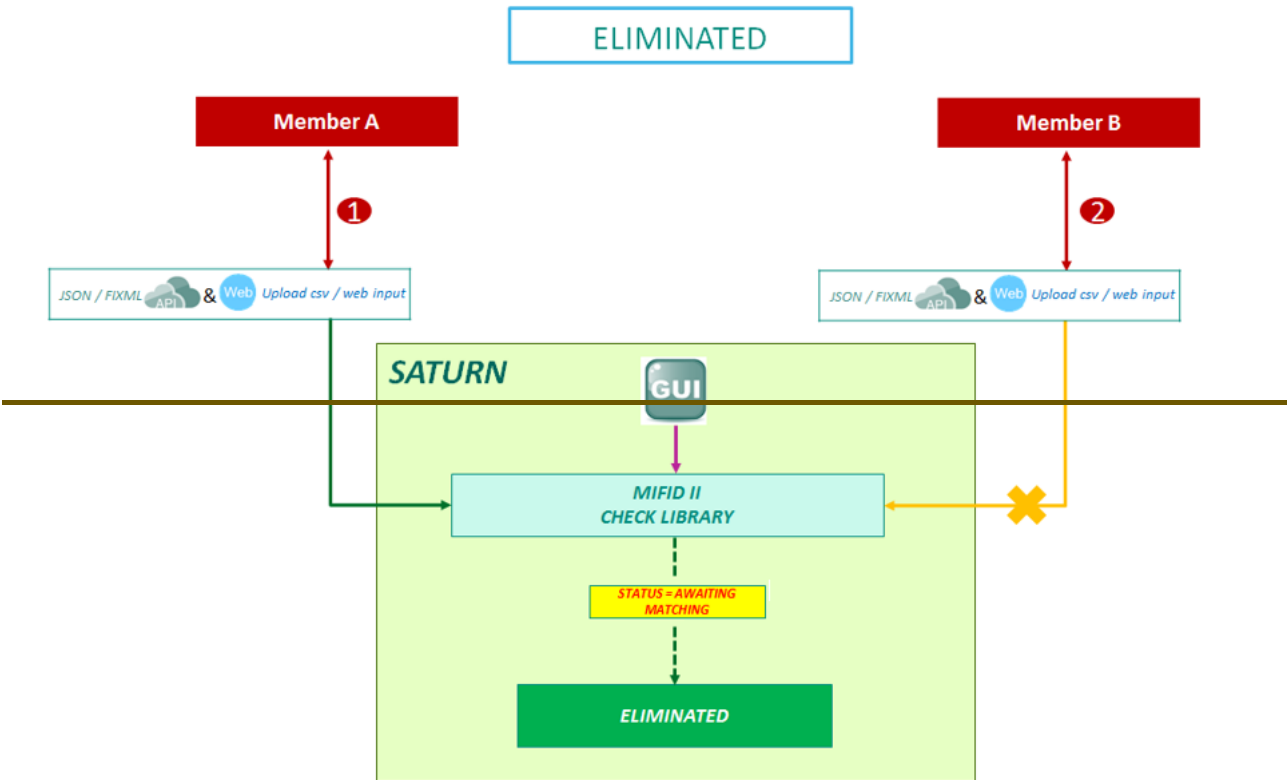 ELIMINATED
Member A
Member B
1
2
JSON / FIXML API & Web Upload csv / web input
JSON / FIXML API & Web Upload csv / web input
SATURN
GUI
MIFID II
CHECK LIBRARY
STATUS = AWAITING
MATCHING
ELIMINATED